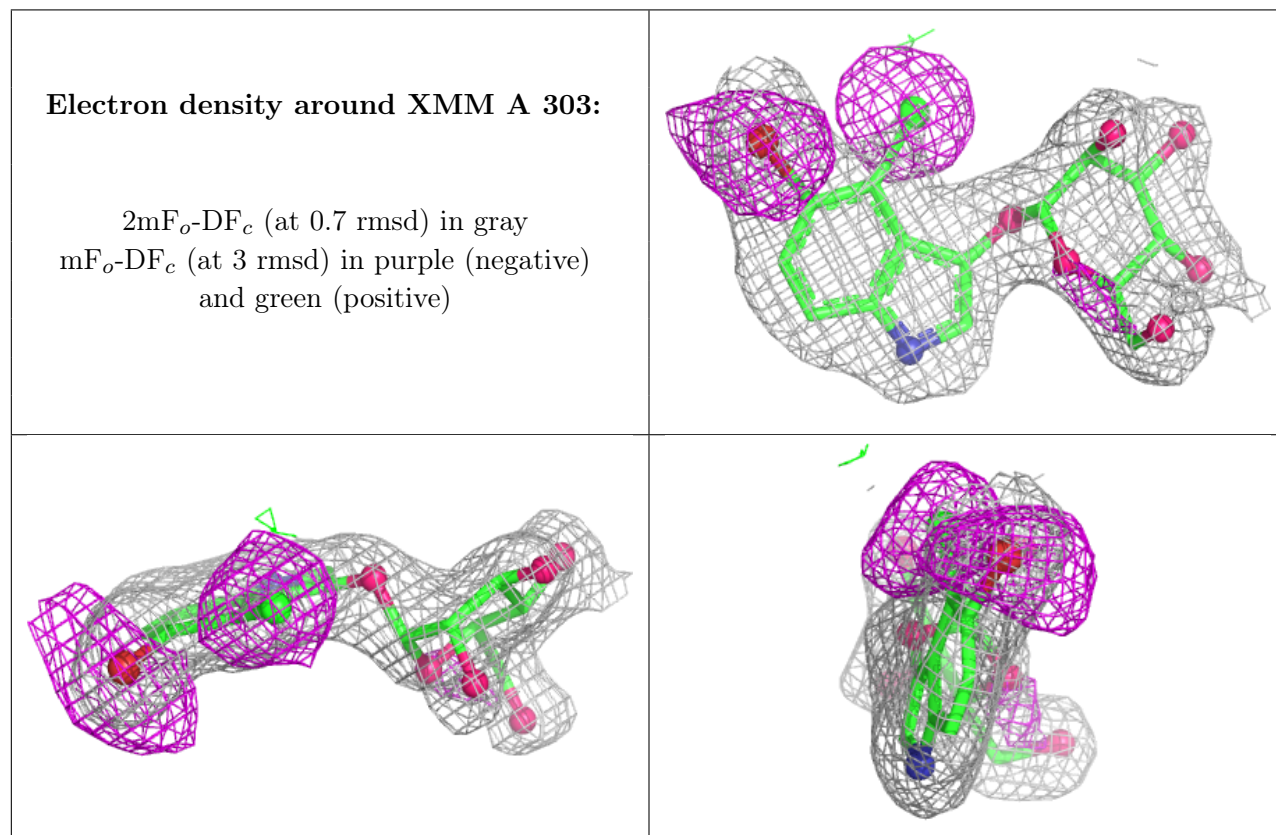 Electron density around XMM A 303:
2mFo-DFc (at 0.7 rmsd) in gray
mFo-DFc (at 3 rmsd) in purple (negative)
and green (positive)